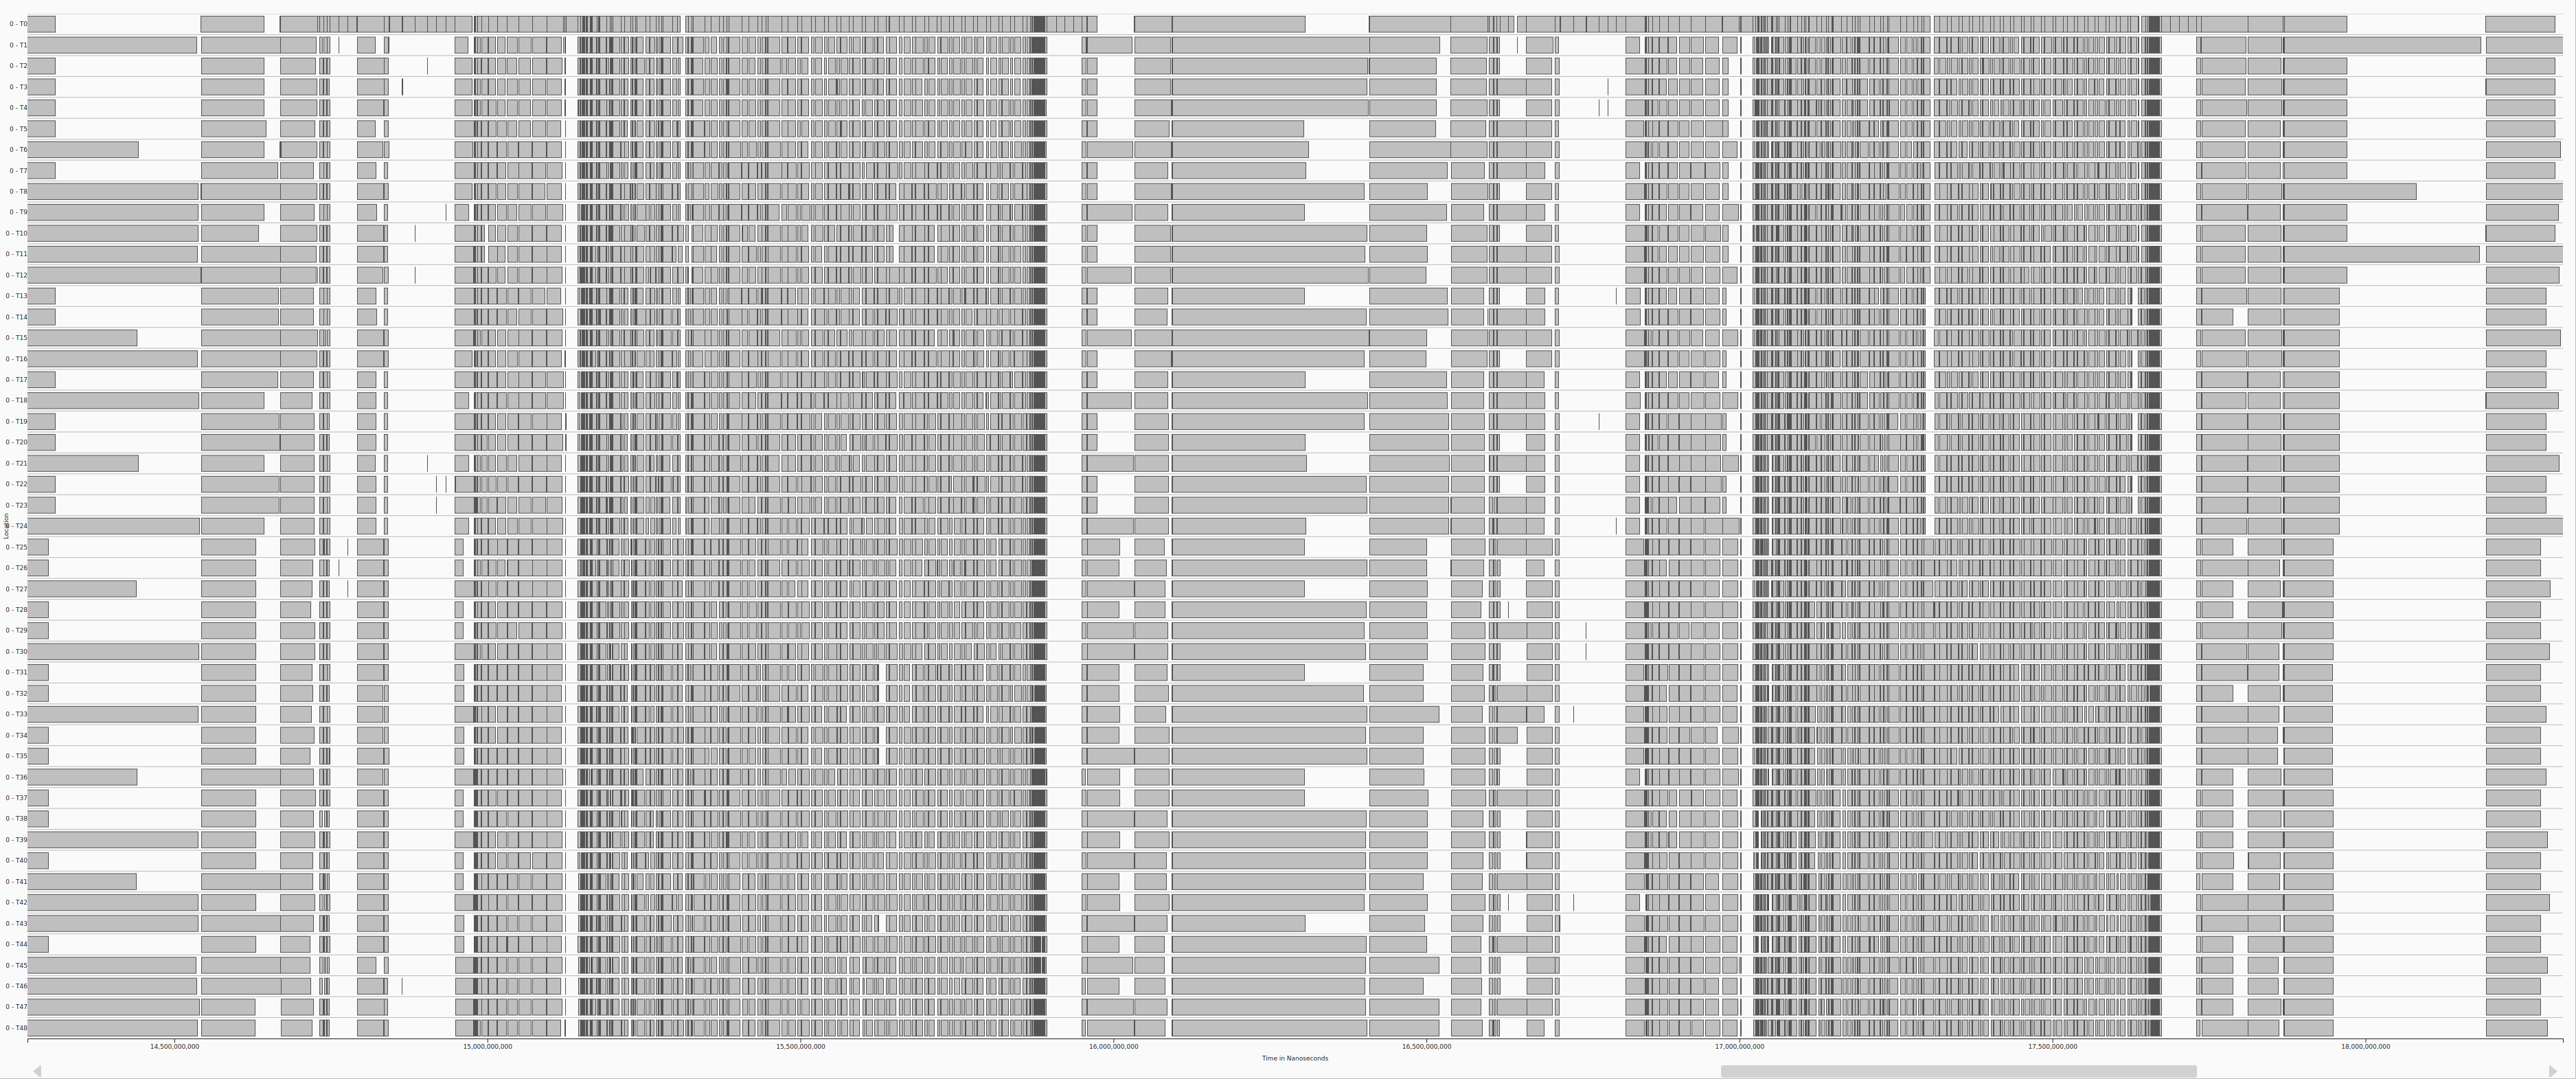 0 - T0
0 - T1
0 - T2
0 - T3
0 - T4
0 - T5
0 - T6
0 - T7
0 - T8
0 - T9
0 - T10
0 - T11
0 - T12
0 - T13
0 - T14
0 - T15
0 - T16
0 - T17
0 - T18
0 - T19
0 - T20
0 - T21
0 - T22
0 - T23
0 - T24
0 - T25
0 - T26
0 - T27
0 - T28
0 - T29
0 - T30
0 - T31
0 - T32
0 - T33
0 - T34
0 - T35
0 - T36
0 - T37
0 - T38
0 - T39
0 - T40
0 - T41
0 - T42
0 - T43
0 - T44
0 - T45
0 - T46
0 - T47
0 - T48
Location
14,500,000,000 15,000,000,000 15,500,000,000 16,000,000,000 16,500,000,000 17,000,000,000 17,500,000,000 18,000,000,000
Time in Nanoseconds